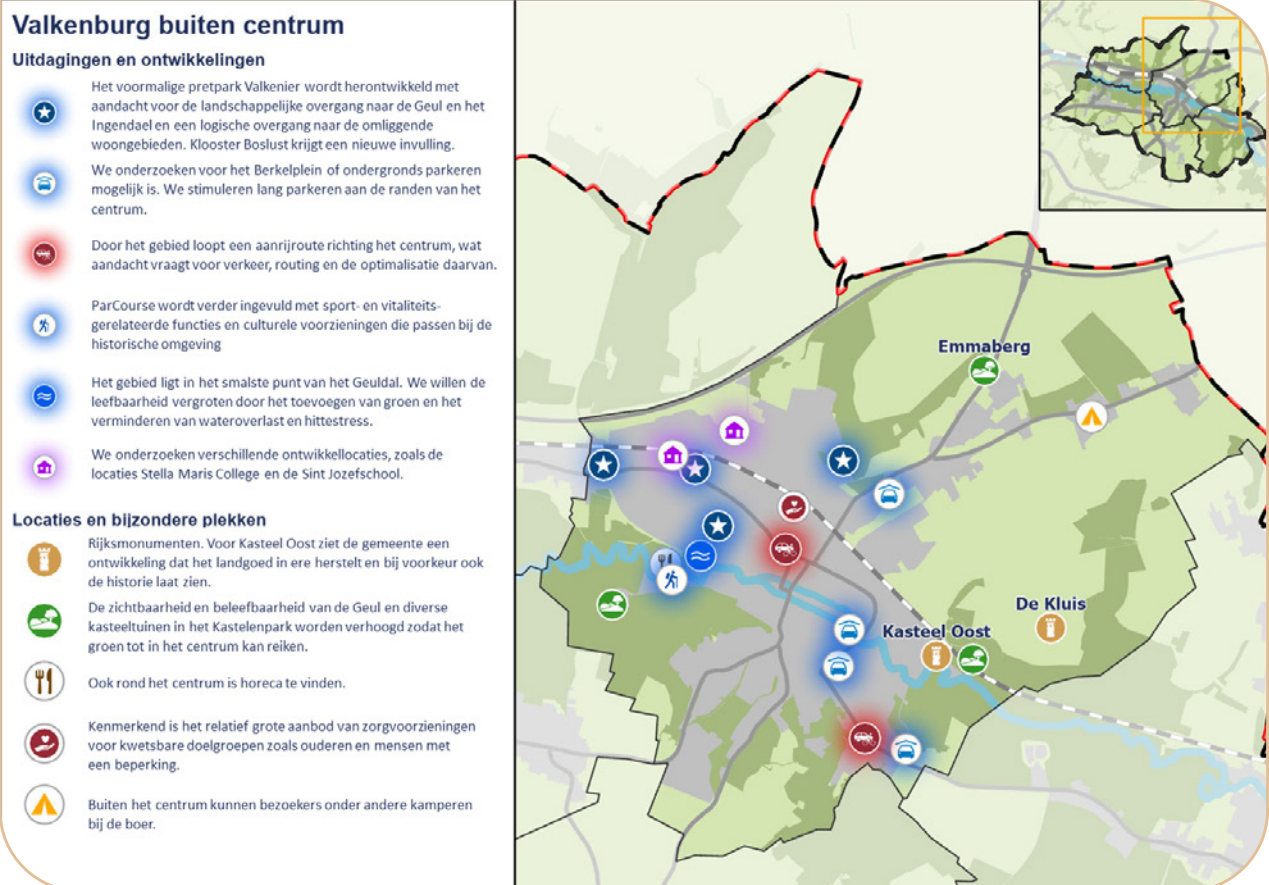 Valkenburg buiten centrum
Uitdagingen en ontwikkelingen
Het voormalige pretpark Valkenier wordt herontwikkeld met
aandacht voor de landschappelijke overgang naar de Geul en het
Ingendael en een logische overgang naar de omliggende
woongebieden. Klooster Boslust krijgt een nieuwe invulling.
We onderzoeken voor het Berkelplein of ondergronds parkeren
mogelijk is. We stimuleren lang parkeren aan de randen van het
centrum.
Door het gebied loopt een aanrijroute richting het centrum, wat
aandacht vraagt voor verkeer, routing en de optimalisatie daarvan.
ParCourse wordt verder ingevuld met sport- en vitaliteits-
gerelateerde functies en culturele voorzieningen die passen bij de
historische omgeving
Het gebied ligt in het smalste punt van het Geuldal. We willen de
leefbaarheid vergroten door het toevoegen van groen en het
verminderen van wateroverlast en hittestress.
We onderzoeken verschillende ontwikkellocaties, zoals de
locaties Stella Maris College en de Sint Jozefschool.
Locaties en bijzondere plekken
Rijksmonumenten. Voor Kasteel Oost ziet de gemeente een
ontwikkeling dat het landgoed in ere herstelt en bij voorkeur ook
de historie laat zien.
De zichtbaarheid en beleefbaarheid van de Geul en diverse
kasteeltuinen in het Kastelenpark worden verhoogd zodat het
groen tot in het centrum kan reiken.
Ook rond het centrum is horeca te vinden.
Kenmerkend is het relatief grote aanbod van zorgvoorzieningen
voor kwetsbare doelgroepen zoals ouderen en mensen met
een beperking.
Buiten het centrum kunnen bezoekers onder andere kamperen
bij de boer.
Emmaberg
De Kluis
Kasteel Oost